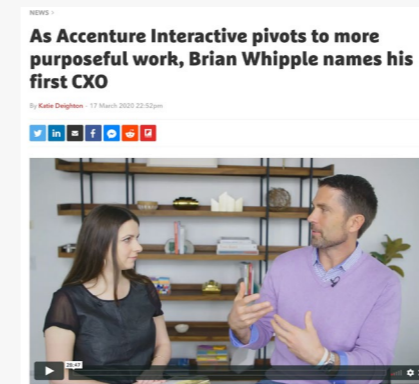 NEWS >
As Accenture Interactive pivots to more
purposeful work, Brian Whipple names his
first CXO
By Katie Deighton - 17 March 2020 22:52pm
28:47